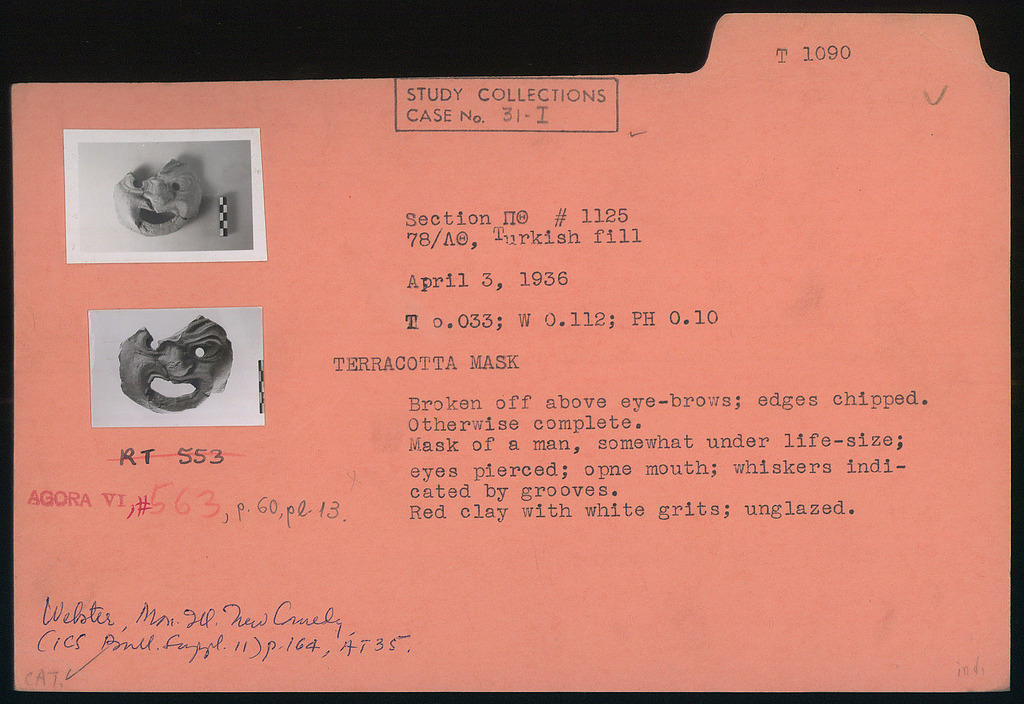 T 1090
STUDY COLLECTIONS
CASE No. 31-I
Section ΠΘ # 1125
78/ΛΘ, Turkish fill
April 3, 1936
T 0.033; W 0.112; PH 0.10
TERRACOTTA MASK
Broken off above eye-brows; edges chipped.
Otherwise complete.
Mask of a man, somewhat under life-size;
eyes pierced; opne mouth; whiskers indi-
cated by grooves.
Red clay with white grits; unglazed.
RT 553
AGORA VI, #563, p. 60, pl. 13.
Webster, Mon. Ill. New Comedy
(ICS Bull. Suppl. 11) p. 164, AT 35.
CAT.